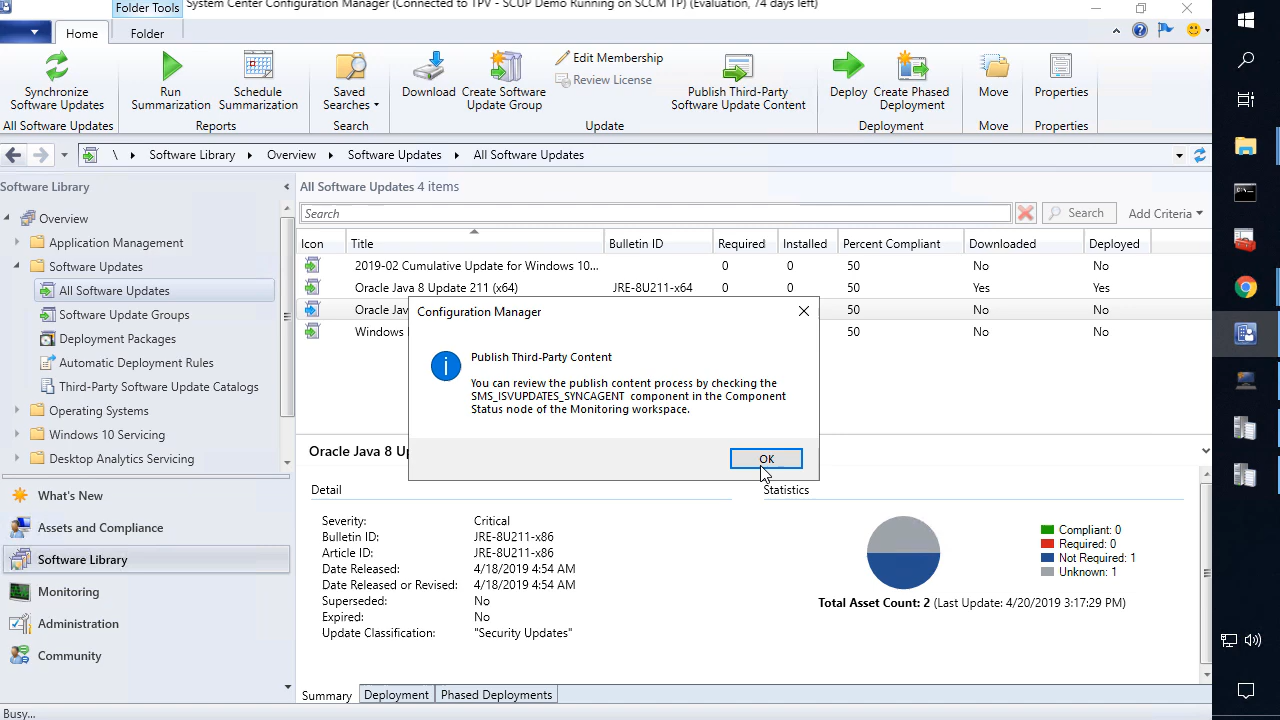 Folder Tools
System Center Configuration Manager (Connected to TPV - SCUP Demo Running on SCCM TP) (Evaluation, 74 days left)
Home
Folder
Synchronize
Software Updates
Run
Summarization
Schedule
Summarization
Saved
Searches
Download
Create Software
Update Group
Edit Membership
Review License
Publish Third-Party
Software Update Content
Deploy
Create Phased
Deployment
Move
Properties
All Software Updates
Reports
Search
Update
Deployment
Move
Properties
\ Software Library Overview Software Updates All Software Updates
Software Library
Overview
Application Management
Software Updates
All Software Updates
Software Update Groups
Deployment Packages
Automatic Deployment Rules
Third-Party Software Update Catalogs
Operating Systems
Windows 10 Servicing
Desktop Analytics Servicing
What's New
Assets and Compliance
Software Library
Monitoring
Administration
Community
All Software Updates 4 items
Search
Search
Add Criteria
Icon Title Bulletin ID Required Installed Percent Compliant Downloaded Deployed
2019-02 Cumulative Update for Windows 10... 0 0 50 No No
Oracle Java 8 Update 211 (x64) JRE-8U211-x64 0 0 50 Yes Yes
Oracle Jav 50 No No
Windows 50 No No
Configuration Manager
Publish Third-Party Content
You can review the publish content process by checking the
SMS_ISVUPDATES_SYNCAGENT component in the Component
Status node of the Monitoring workspace.
OK
Oracle Java 8 Up
Detail
Severity: Critical
Bulletin ID: JRE-8U211-x86
Article ID: JRE-8U211-x86
Date Released: 4/18/2019 4:54 AM
Date Released or Revised: 4/18/2019 4:54 AM
Superseded: No
Expired: No
Update Classification: "Security Updates"
Statistics
Compliant: 0
Required: 0
Not Required: 1
Unknown: 1
Total Asset Count: 2 (Last Update: 4/20/2019 3:17:29 PM)
Summary
Deployment
Phased Deployments
Busy...